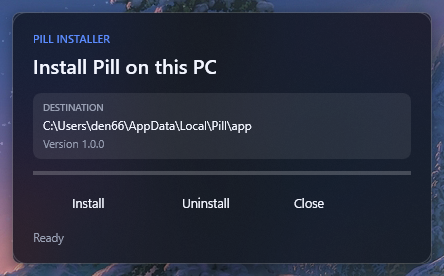 PILL INSTALLER
Install Pill on this PC
DESTINATION
C:\Users\den66\AppData\Local\Pill\app
Version 1.0.0
Install Uninstall Close
Ready